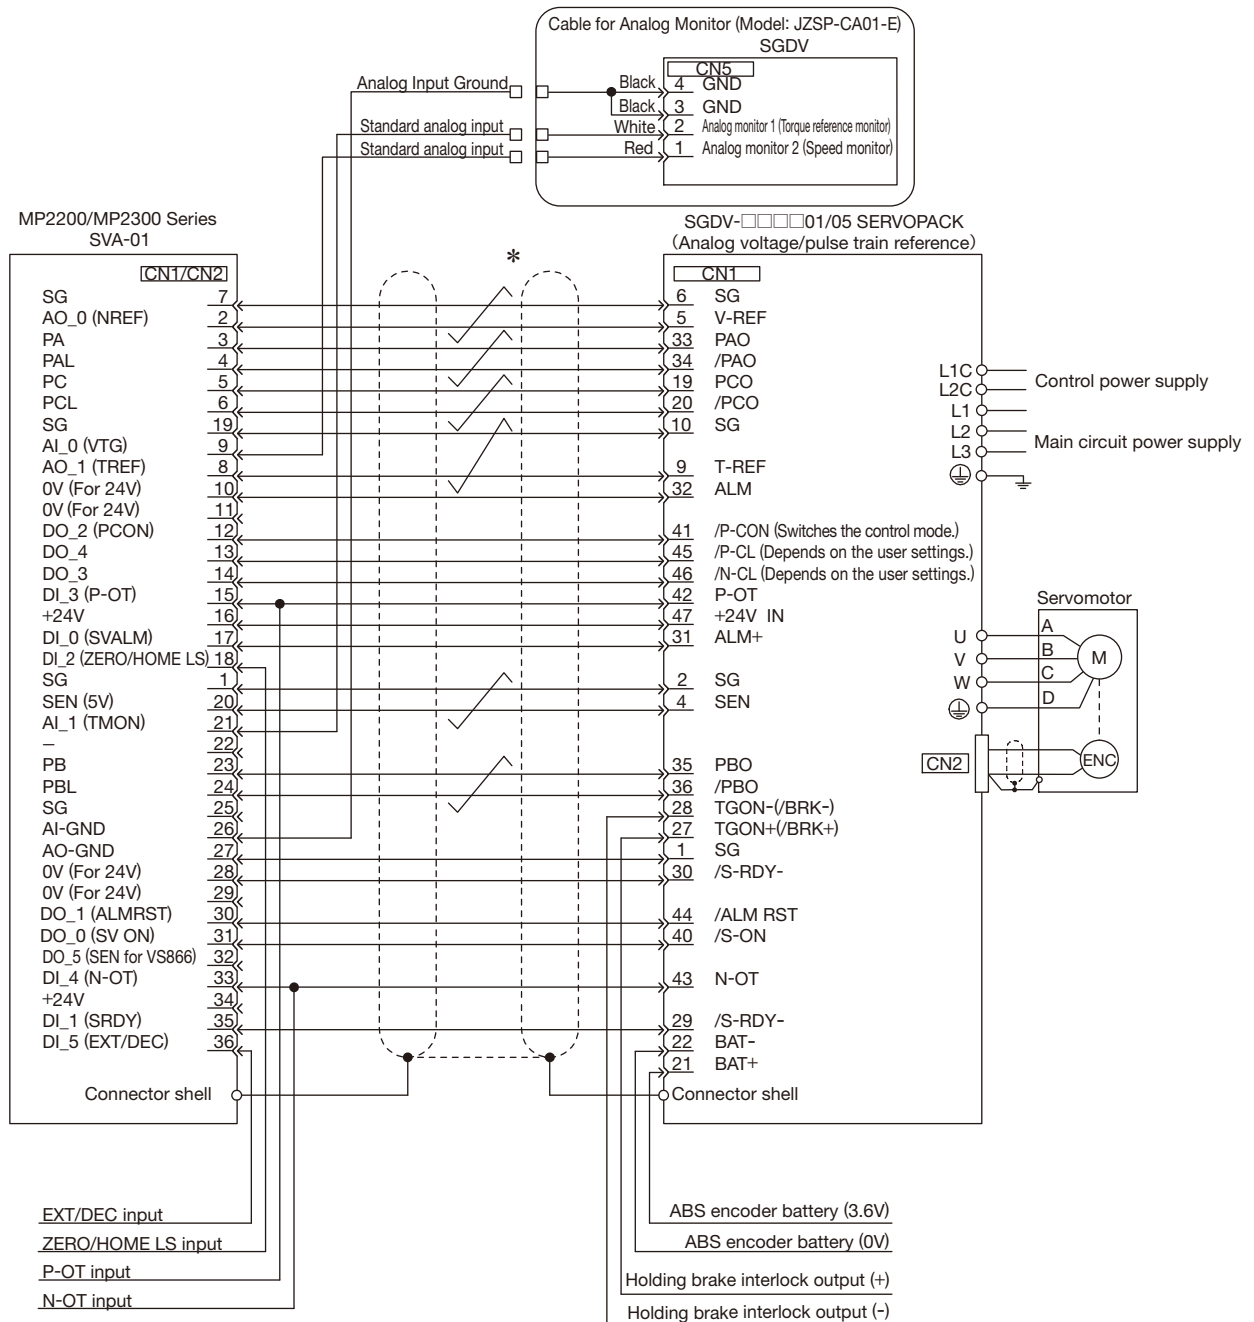 Cable for Analog Monitor (Model: JZSP-CA01-E)
SGDV
CN5
Analog Input Ground
Black 4 GND
Black 3 GND
Standard analog input
White 2 Analog monitor 1 (Torque reference monitor)
Standard analog input
Red 1 Analog monitor 2 (Speed monitor)
MP2200/MP2300 Series
SVA-01
CN1/CN2
SG 7
AO_0 (NREF) 2
PA 3
PAL 4
PC 5
PCL 6
SG 19
AI_0 (VTG) 9
AO_1 (TREF) 8
0V (For 24V) 10
0V (For 24V) 11
DO_2 (PCON) 12
DO_4 13
DO_3 14
DI_3 (P-OT) 15
+24V 16
DI_0 (SVALM) 17
DI_2 (ZERO/HOME LS) 18
SG 1
SEN (5V) 20
AI_1 (TMON) 21
– 22
PB 23
PBL 24
SG 25
AI-GND 26
AO-GND 27
0V (For 24V) 28
0V (For 24V) 29
DO_1 (ALMRST) 30
DO_0 (SV ON) 31
DO_5 (SEN for VS866) 32
DI_4 (N-OT) 33
+24V 34
DI_1 (SRDY) 35
DI_5 (EXT/DEC) 36
Connector shell
*
SGDV-□□□□01/05 SERVOPACK
(Analog voltage/pulse train reference)
CN1
6 SG
5 V-REF
33 PAO
34 /PAO
19 PCO
20 /PCO
10 SG
9 T-REF
32 ALM
41 /P-CON (Switches the control mode.)
45 /P-CL (Depends on the user settings.)
46 /N-CL (Depends on the user settings.)
42 P-OT
47 +24V IN
31 ALM+
2 SG
4 SEN
35 PBO
36 /PBO
28 TGON-(/BRK-)
27 TGON+(/BRK+)
1 SG
30 /S-RDY-
44 /ALM RST
40 /S-ON
43 N-OT
29 /S-RDY-
22 BAT-
21 BAT+
Connector shell
L1C
L2C
Control power supply
L1
L2
L3
Main circuit power supply
Servomotor
U A
V B
W C
D
M
CN2
ENC
EXT/DEC input
ZERO/HOME LS input
P-OT input
N-OT input
ABS encoder battery (3.6V)
ABS encoder battery (0V)
Holding brake interlock output (+)
Holding brake interlock output (-)